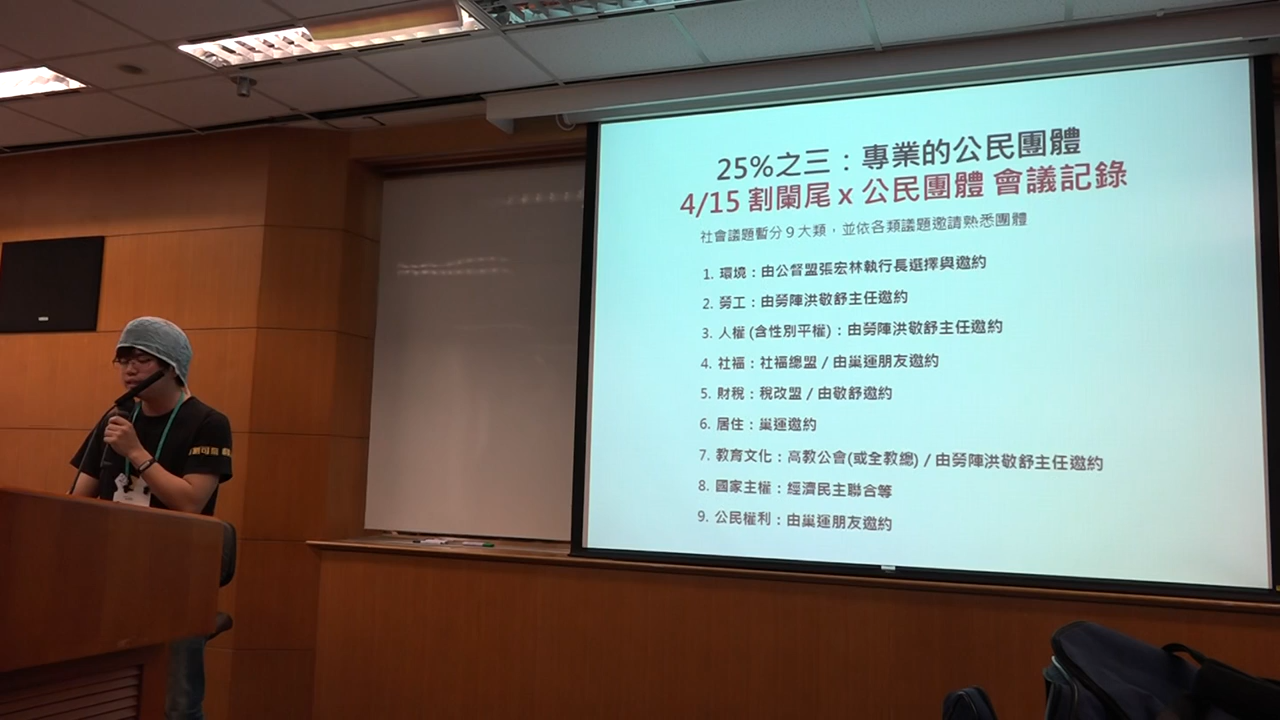 25%之三：專業的公民團體
4/15 割闌尾 x 公民團體 會議記錄
社會議題暫分 9 大類，並依各類議題邀請熟悉團體
1. 環境：由公督盟張宏林執行長選擇與邀約
2. 勞工：由勞陣洪敬舒主任邀約
3. 人權 (含性別平權)：由勞陣洪敬舒主任邀約
4. 社福：社福總盟 / 由巢運朋友邀約
5. 財稅：稅改盟 / 由敬舒邀約
6. 居住：巢運邀約
7. 教育文化：高教公會(或全教總) / 由勞陣洪敬舒主任邀約
8. 國家主權：經濟民主聯合等
9. 公民權利：由巢運朋友邀約